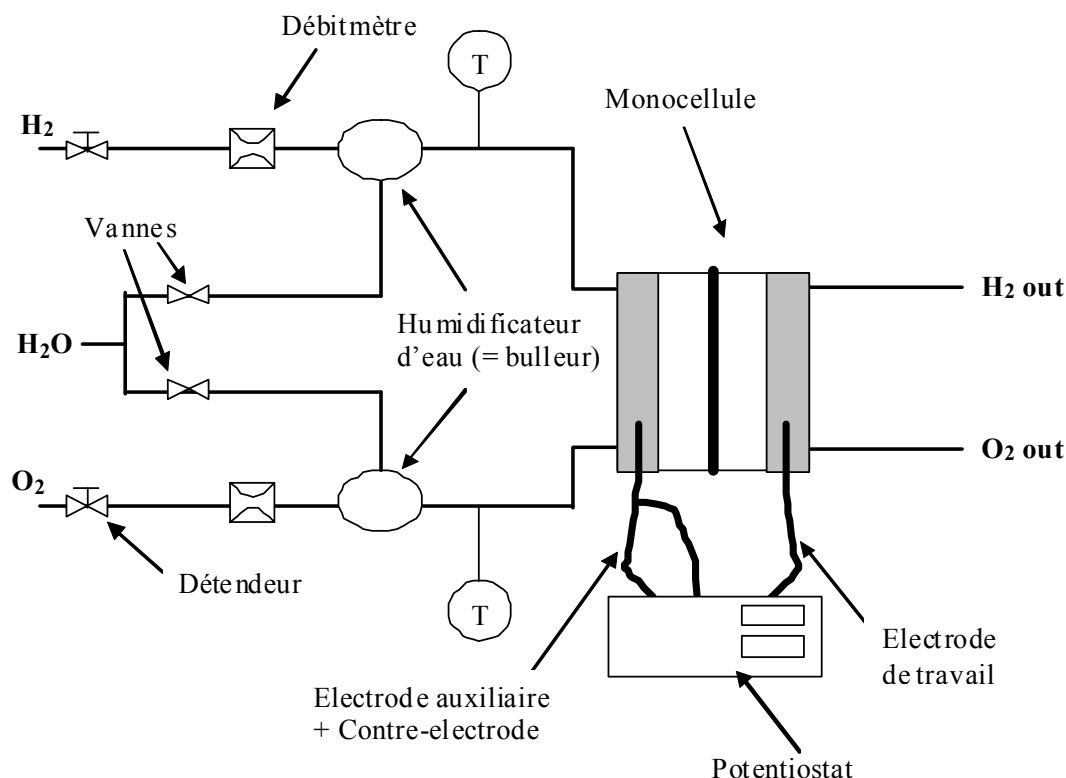 Débitmètre
T
Monocellule
H2
Vannes
H2 out
H2O
Humidificateur
d'eau (= bulleur)
O2 out
O2
Détendeur
T
Electrode
de travail
Electrode auxiliaire
+ Contre-electrode
Potentiostat